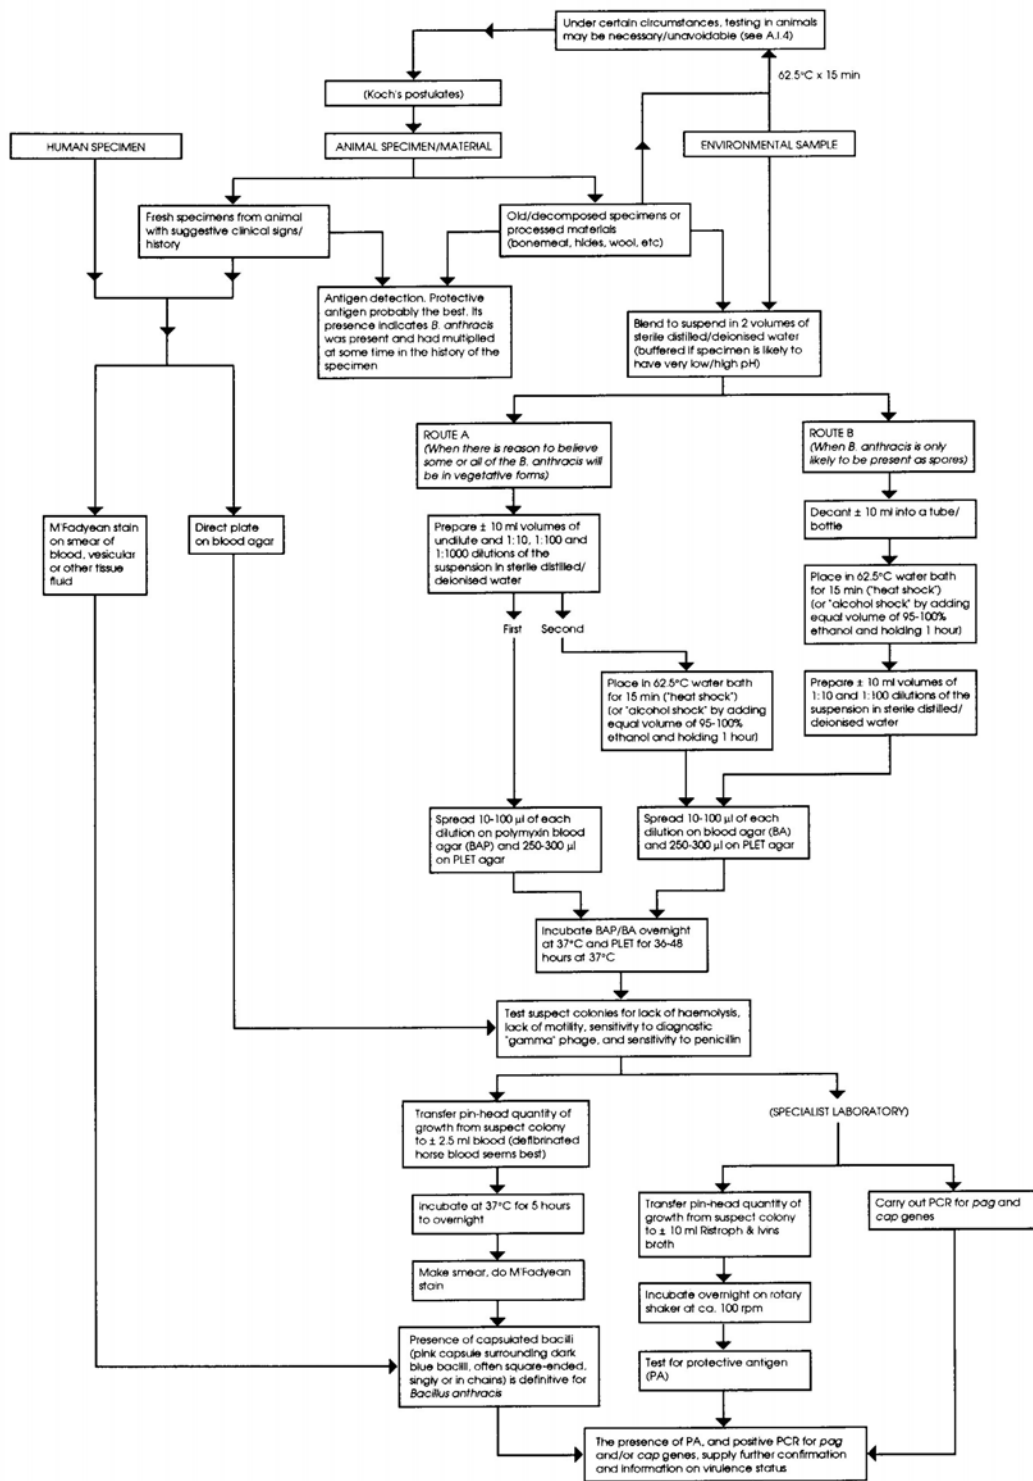 Under certain circumstances, testing in animals
may be necessary/unavoidable (see A.I.4)
62.5°C x 15 min
(Koch's postulates)
HUMAN SPECIMEN
ANIMAL SPECIMEN/MATERIAL
ENVIRONMENTAL SAMPLE
Fresh specimens from animal
with suggestive clinical signs/
history
Old/decomposed specimens or
processed materials
(bonemeal, hides, wool, etc)
Antigen detection. Protective
antigen probably the best. Its
presence indicates B. anthracis
was present and had multiplied
at some time in the history of the
specimen
Blend to suspend in 2 volumes of
sterile distilled/deionised water
(buffered if specimen is likely to
have very low/high pH)
ROUTE A
(When there is reason to believe
some or all of the B. anthracis will
be in vegetative forms)
ROUTE B
(When B. anthracis is only
likely to be present as spores)
M'Fadyean stain
on smear of
blood, vesicular
or other tissue
fluid
Direct plate
on blood agar
Prepare ± 10 ml volumes of
undilute and 1:10, 1:100 and
1:1000 dilutions of the
suspension in sterile distilled/
deionised water
Decant ± 10 ml into a tube/
bottle
Place in 62.5°C water bath
for 15 min ("heat shock")
(or "alcohol shock" by adding
equal volume of 95-100%
ethanol and holding 1 hour)
First
Second
Place in 62.5°C water bath
for 15 min ("heat shock")
(or "alcohol shock" by adding
equal volume of 95-100%
ethanol and holding 1 hour)
Prepare ± 10 ml volumes of
1:10 and 1:100 dilutions of the
suspension in sterile distilled/
deionised water
Spread 10-100 µl of each
dilution on polymyxin blood
agar (BAP) and 250-300 µl
on PLET agar
Spread 10-100 µl of each
dilution on blood agar (BA)
and 250-300 µl on PLET agar
Incubate BAP/BA overnight
at 37°C and PLET for 36-48
hours at 37°C
Test suspect colonies for lack of haemolysis,
lack of motility, sensitivity to diagnostic
"gamma" phage, and sensitivity to penicillin
Transfer pin-head quantity of
growth from suspect colony
to ± 2.5 ml blood (defibrinated
horse blood seems best)
(SPECIALIST LABORATORY)
Incubate at 37°C for 5 hours
to overnight
Transfer pin-head quantity of
growth from suspect colony
to ± 10 ml Ristroph & Ivins
broth
Carry out PCR for pag and
cap genes
Make smear, do M'Fadyean
stain
Incubate overnight on rotary
shaker at ca. 100 rpm
Presence of capsulated bacilli
(pink capsule surrounding dark
blue bacilli, often square-ended,
singly or in chains) is definitive for
Bacillus anthracis
Test for protective antigen
(PA)
The presence of PA, and positive PCR for pag
and/or cap genes, supply further confirmation
and information on virulence status